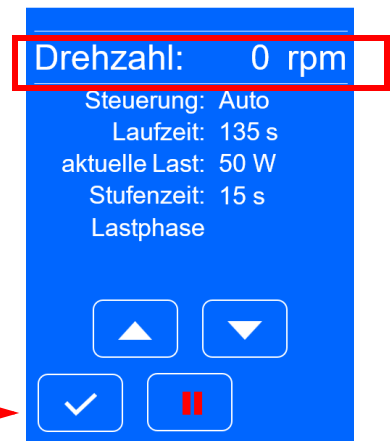 Drehzahl: 0 rpm
Steuerung: Auto
Laufzeit: 135 s
aktuelle Last: 50 W
Stufenzeit: 15 s
Lastphase